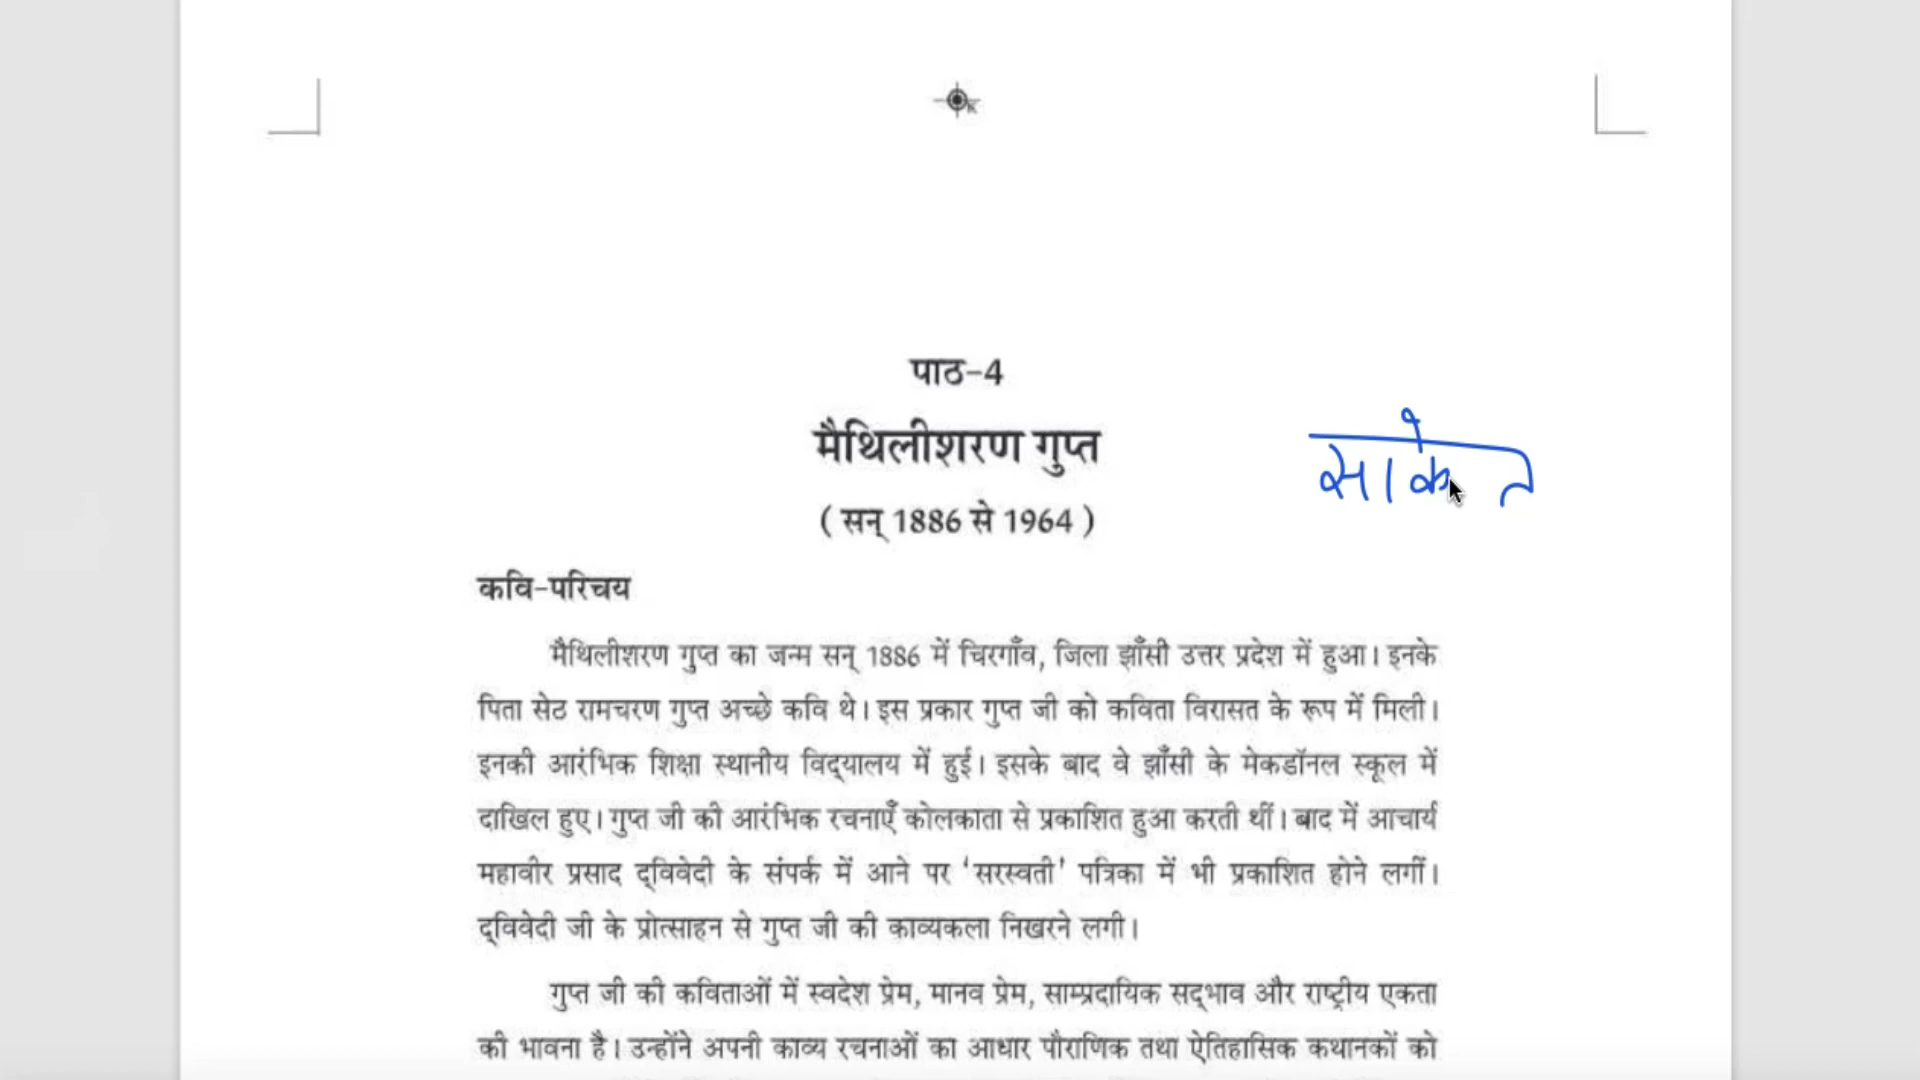 पाठ-4
मैथिलीशरण गुप्त
साकेत
( सन् 1886 से 1964 )
कवि-परिचय
मैथिलीशरण गुप्त का जन्म सन् 1886 में चिरगाँव, जिला झाँसी उत्तर प्रदेश में हुआ। इनके
पिता सेठ रामचरण गुप्त अच्छे कवि थे। इस प्रकार गुप्त जी को कविता विरासत के रूप में मिली।
इनकी आरंभिक शिक्षा स्थानीय विद्‌यालय में हुई। इसके बाद वे झाँसी के मेकडॉनल स्कूल में
दाखिल हुए। गुप्त जी की आरंभिक रचनाएँ कोलकाता से प्रकाशित हुआ करती थीं। बाद में आचार्य
महावीर प्रसाद द्‌विवेदी के संपर्क में आने पर 'सरस्वती' पत्रिका में भी प्रकाशित होने लगीं।
द्‌विवेदी जी के प्रोत्साहन से गुप्त जी की काव्यकला निखरने लगी।
गुप्त जी की कविताओं में स्वदेश प्रेम, मानव प्रेम, साम्प्रदायिक सद्‌भाव और राष्ट्रीय एकता
की भावना है। उन्होंने अपनी काव्य रचनाओं का आधार पौराणिक तथा ऐतिहासिक कथानकों को